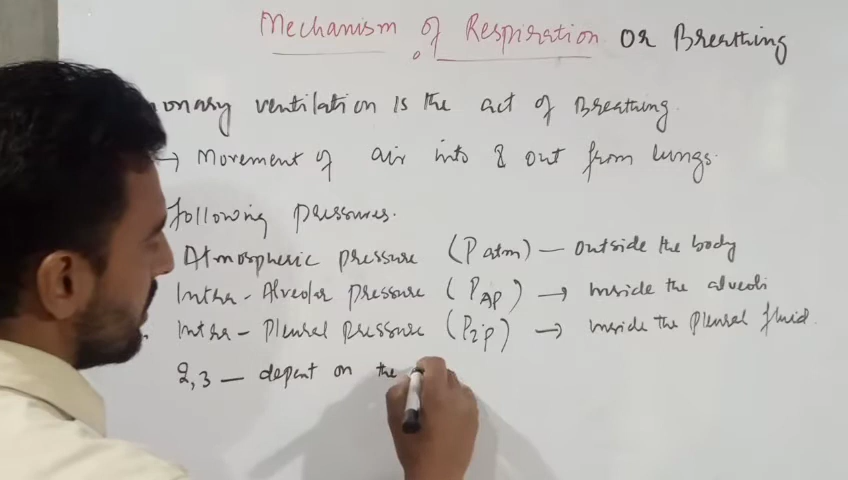 Mechanism of Respiration or Breathing
onary ventilation is the act of Breathing.
→ Movement of air into & out from lungs.
following pressures.
Atmospheric pressure (P atm) — outside the body
Intra - Alveolar pressure (P AP) → inside the alveoli
Intra - Pleural pressure (P ip) → inside the pleural fluid.
2,3 — depent on the